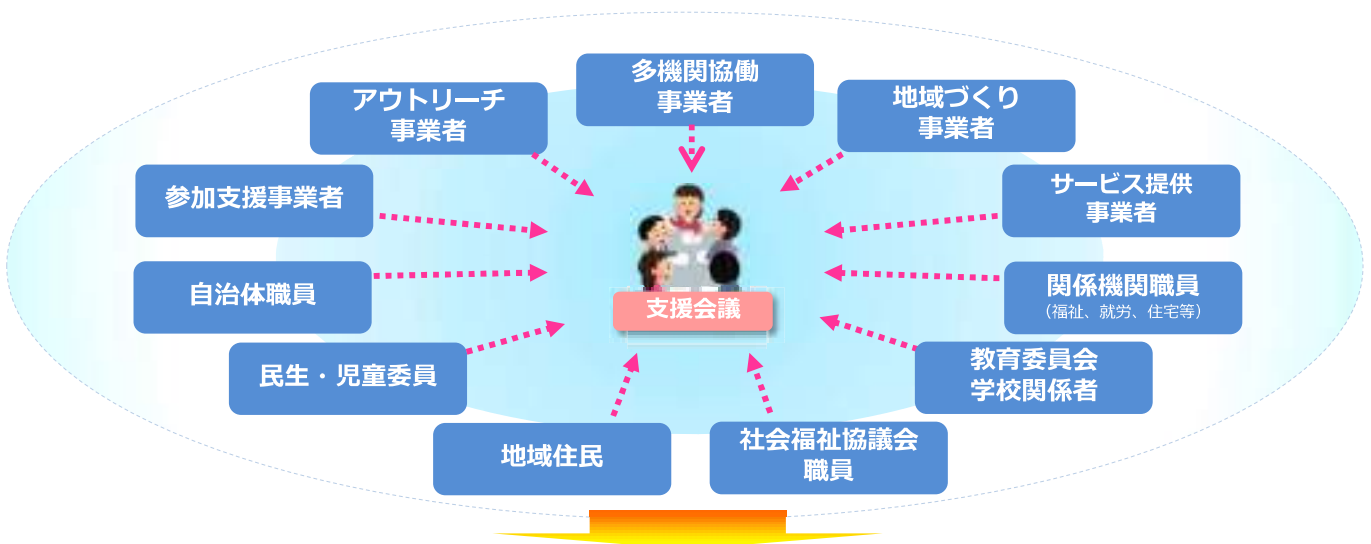 多機関協働
事業者
アウトリーチ
事業者
地域づくり
事業者
参加支援事業者
サービス提供
事業者
自治体職員
関係機関職員
（福祉、就労、住宅等）
支援会議
民生・児童委員
教育委員会
学校関係者
地域住民
社会福祉協議会
職員